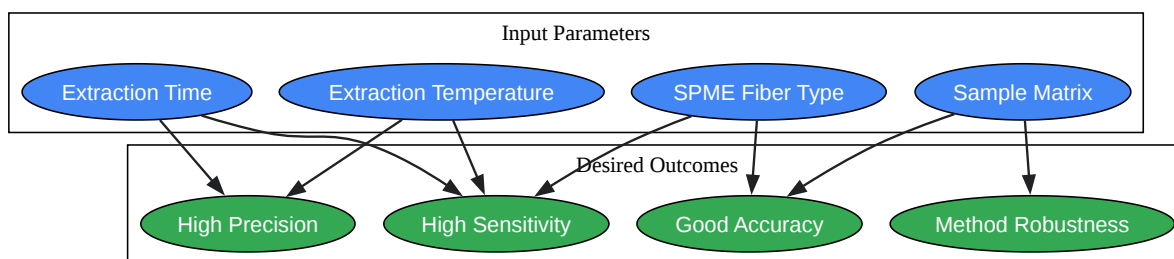 Input Parameters
Extraction Time
Extraction Temperature
SPME Fiber Type
Sample Matrix
Desired Outcomes
High Precision
High Sensitivity
Good Accuracy
Method Robustness